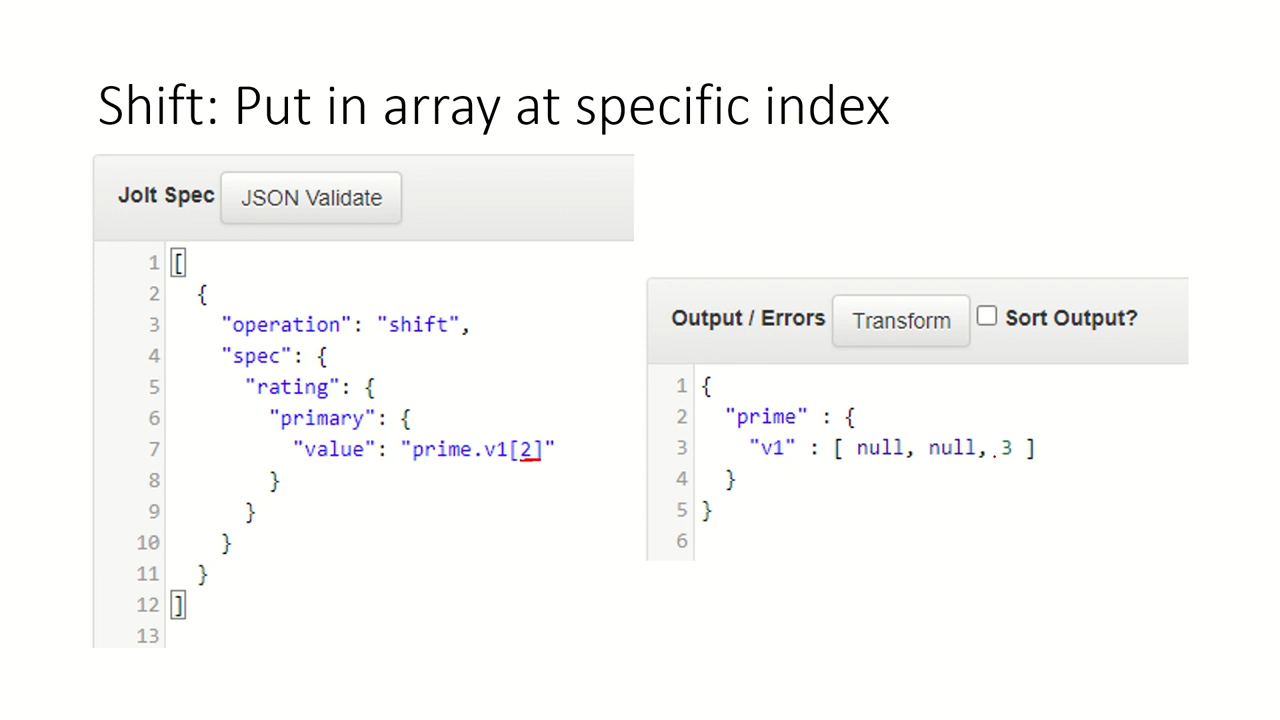 Shift: Put in array at specific index
Jolt Spec JSON Validate
1 [
2 {
3 "operation": "shift",
4 "spec": {
5 "rating": {
6 "primary": {
7 "value": "prime.v1[2]"
8 }
9 }
10 }
11 }
12 ]
13
Output / Errors Transform Sort Output?
1 {
2 "prime" : {
3 "v1" : [ null, null, 3 ]
4 }
5 }
6